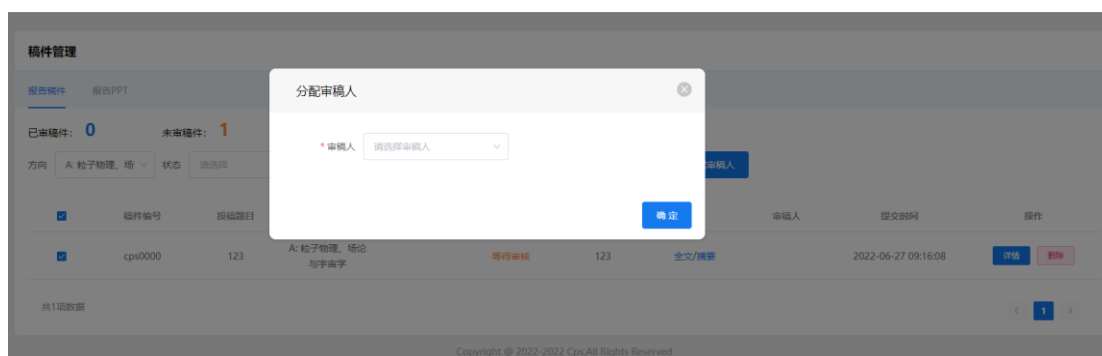 稿件管理
报告稿件 报告PPT
已审稿件: 0 未审稿件: 1
方向 A: 粒子物理、场 状态 请选择
分配审稿人
* 审稿人 请选择审稿人
确 定
审稿人
稿件编号 投稿题目 审稿人 提交时间 操作
cps0000 123 A: 粒子物理、场论
与宇宙学 等待审核 123 全文/摘要 2022-06-27 09:16:08 详情 删除
共1项数据
< 1 >
Copyright @ 2022-2022 Cps.All Rights Reserved